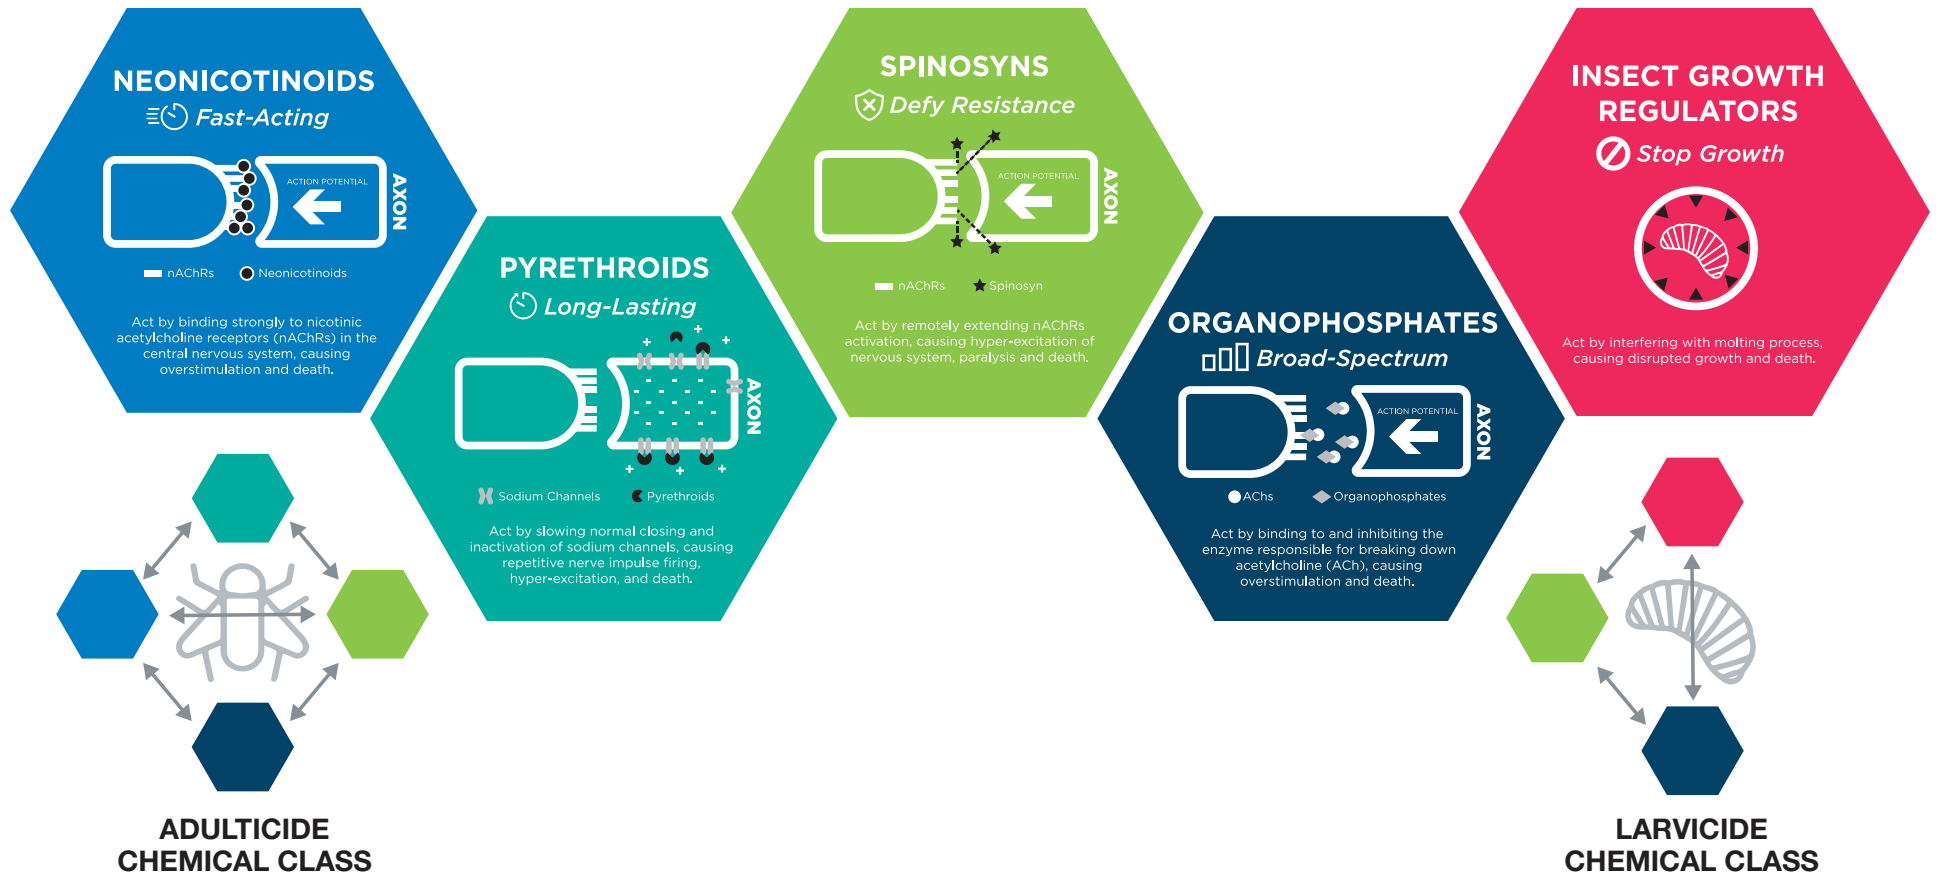 NEONICOTINOIDS
Fast-Acting
ACTION POTENTIAL
AXON
nAChRs
Neonicotinoids
Act by binding strongly to nicotinic
acetylcholine receptors (nAChRs) in the
central nervous system, causing
overstimulation and death.
PYRETHROIDS
Long-Lasting
AXON
Sodium Channels
Pyrethroids
Act by slowing normal closing and
inactivation of sodium channels, causing
repetitive nerve impulse firing,
hyper-excitation, and death.
SPINOSYNS
Defy Resistance
ACTION POTENTIAL
AXON
nAChRs
Spinosyn
Act by remotely extending nAChRs
activation, causing hyper-excitation of
nervous system, paralysis and death.
ORGANOPHOSPHATES
Broad-Spectrum
ACTION POTENTIAL
AXON
AChs
Organophosphates
Act by binding to and inhibiting the
enzyme responsible for breaking down
acetylcholine (ACh), causing
overstimulation and death.
INSECT GROWTH
REGULATORS
Stop Growth
Act by interfering with molting process,
causing disrupted growth and death.
ADULTICIDE
CHEMICAL CLASS
LARVICIDE
CHEMICAL CLASS